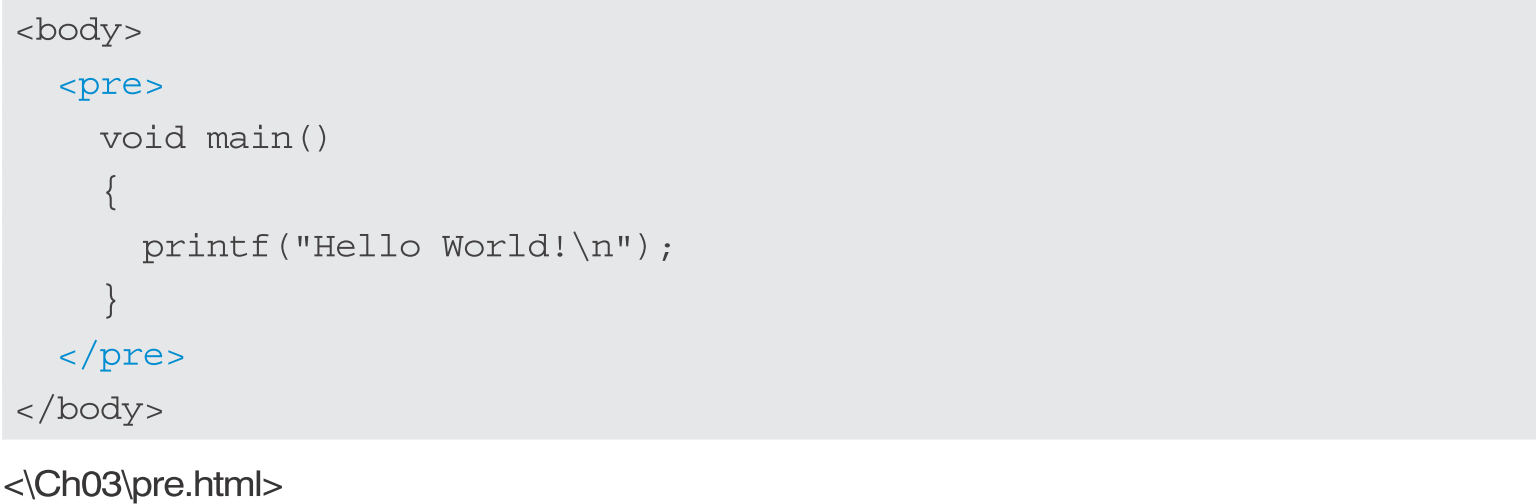 <body>
  <pre>
    void main()
    {
      printf("Hello World!\n");
    }
  </pre>
</body>
<\Ch03\pre.html>